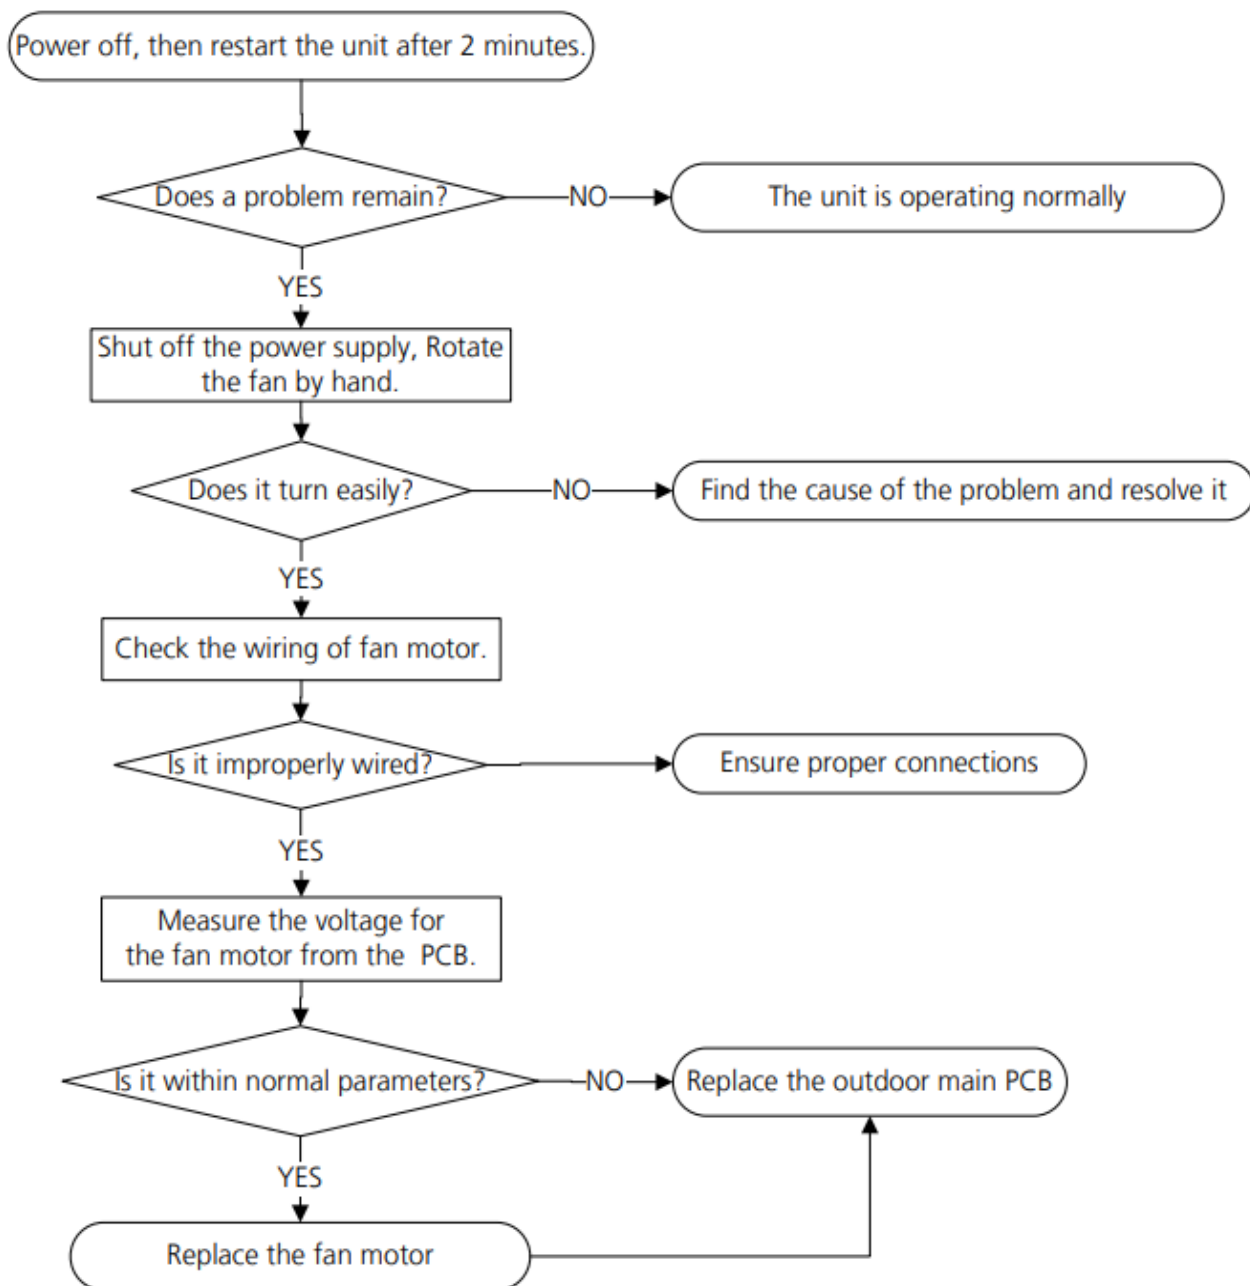 Power off, then restart the unit after 2 minutes.
Does a problem remain?
NO
The unit is operating normally
YES
Shut off the power supply, Rotate
the fan by hand.
Does it turn easily?
NO
Find the cause of the problem and resolve it
YES
Check the wiring of fan motor.
Is it improperly wired?
Ensure proper connections
YES
Measure the voltage for
the fan motor from the PCB.
Is it within normal parameters?
NO
Replace the outdoor main PCB
YES
Replace the fan motor